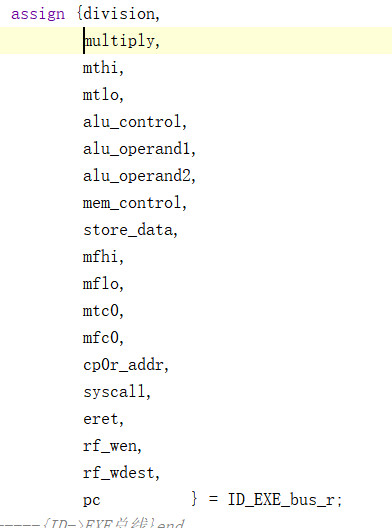 assign {division,
multiply,
mthi,
mtlo,
alu_control,
alu_operand1,
alu_operand2,
mem_control,
store_data,
mfhi,
mflo,
mtc0,
mfc0,
cp0r_addr,
syscall,
eret,
rf_wen,
rf_wdest,
pc } = ID_EXE_bus_r;
-----{ID=>EXE总线}end